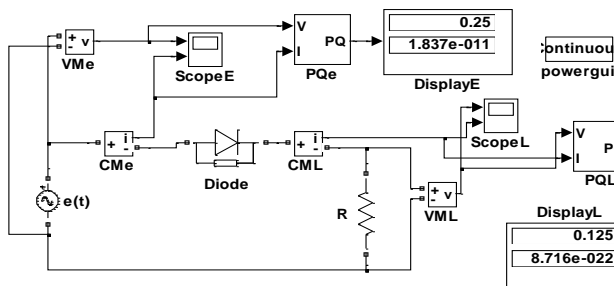 +
-
v
VMe
ScopeE
V
I
PQ
PQe
0.25
1.837e-011
DisplayE
Continuou
powergui
+
i
-
CMe
Diode
+
i
-
CML
ScopeL
e(t)
R
+
-
v
VML
V
I
P
PQL
DisplayL
0.125
8.716e-022